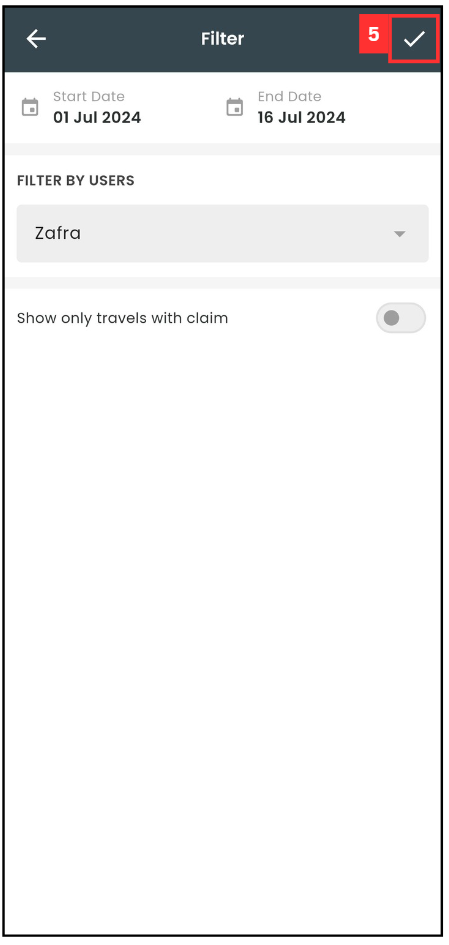 Filter
5
Start Date
End Date
01 Jul 2024
16 Jul 2024
FILTER BY USERS
Zafra
Show only travels with claim